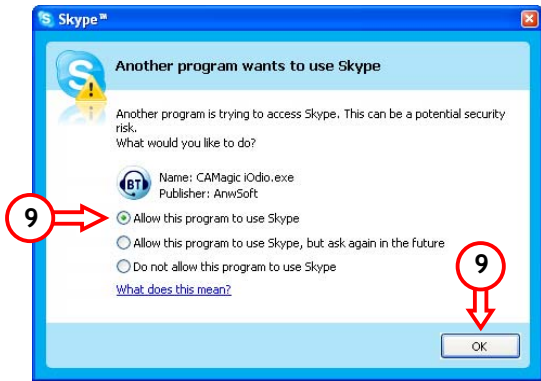 Skype™
Another program wants to use Skype
Another program is trying to access Skype. This can be a potential security
risk.
What would you like to do?
BT
Name: CAMagic iOdio.exe
Publisher: AnwSoft
9
Allow this program to use Skype
Allow this program to use Skype, but ask again in the future
Do not allow this program to use Skype
9
What does this mean?
OK